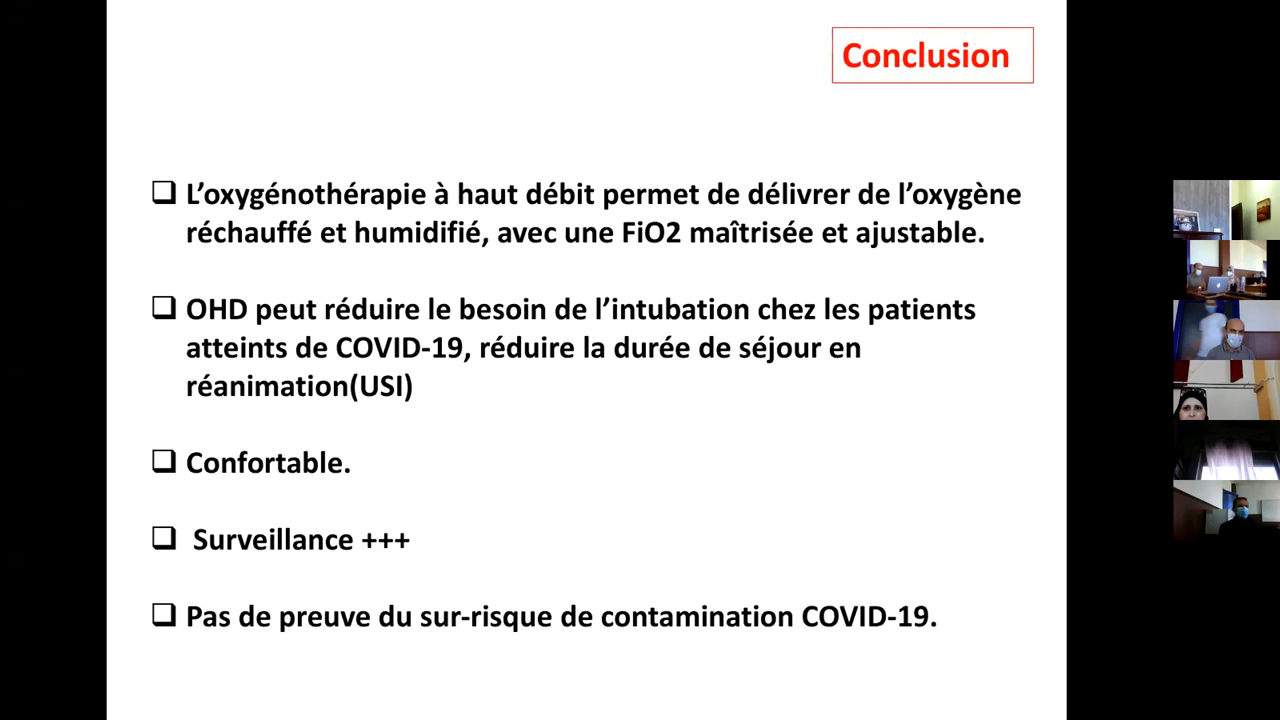 Conclusion
❑ L’oxygénothérapie à haut débit permet de délivrer de l’oxygène
réchauffé et humidifié, avec une FiO2 maîtrisée et ajustable.
❑ OHD peut réduire le besoin de l’intubation chez les patients
atteints de COVID-19, réduire la durée de séjour en
réanimation(USI)
❑ Confortable.
❑ Surveillance +++
❑ Pas de preuve du sur-risque de contamination COVID-19.